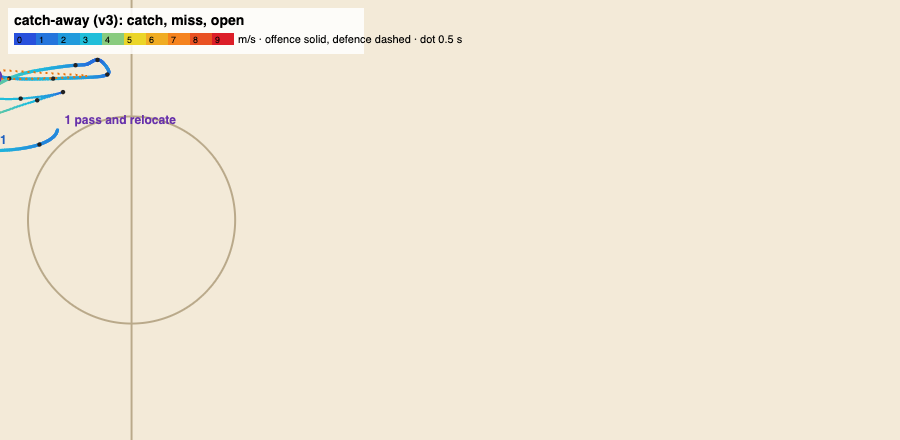 catch-away (v3): catch, miss, open
0 1 2 3 4 5 6 7 8 9 m/s · offence solid, defence dashed · dot 0.5 s
1 pass and relocate
1